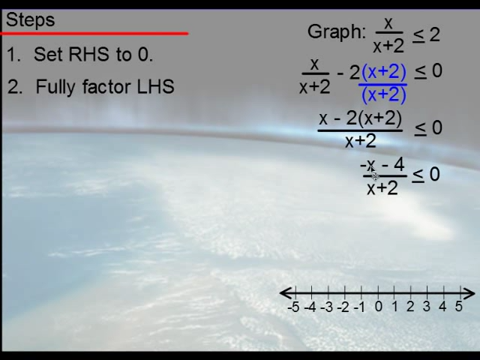 Steps
1. Set RHS to 0.
2. Fully factor LHS
Graph: x/(x+2) ≤ 2
x/(x+2) - 2(x+2)/(x+2) ≤ 0
(x - 2(x+2))/(x+2) ≤ 0
(-x - 4)/(x+2) ≤ 0
-5 -4 -3 -2 -1 0 1 2 3 4 5